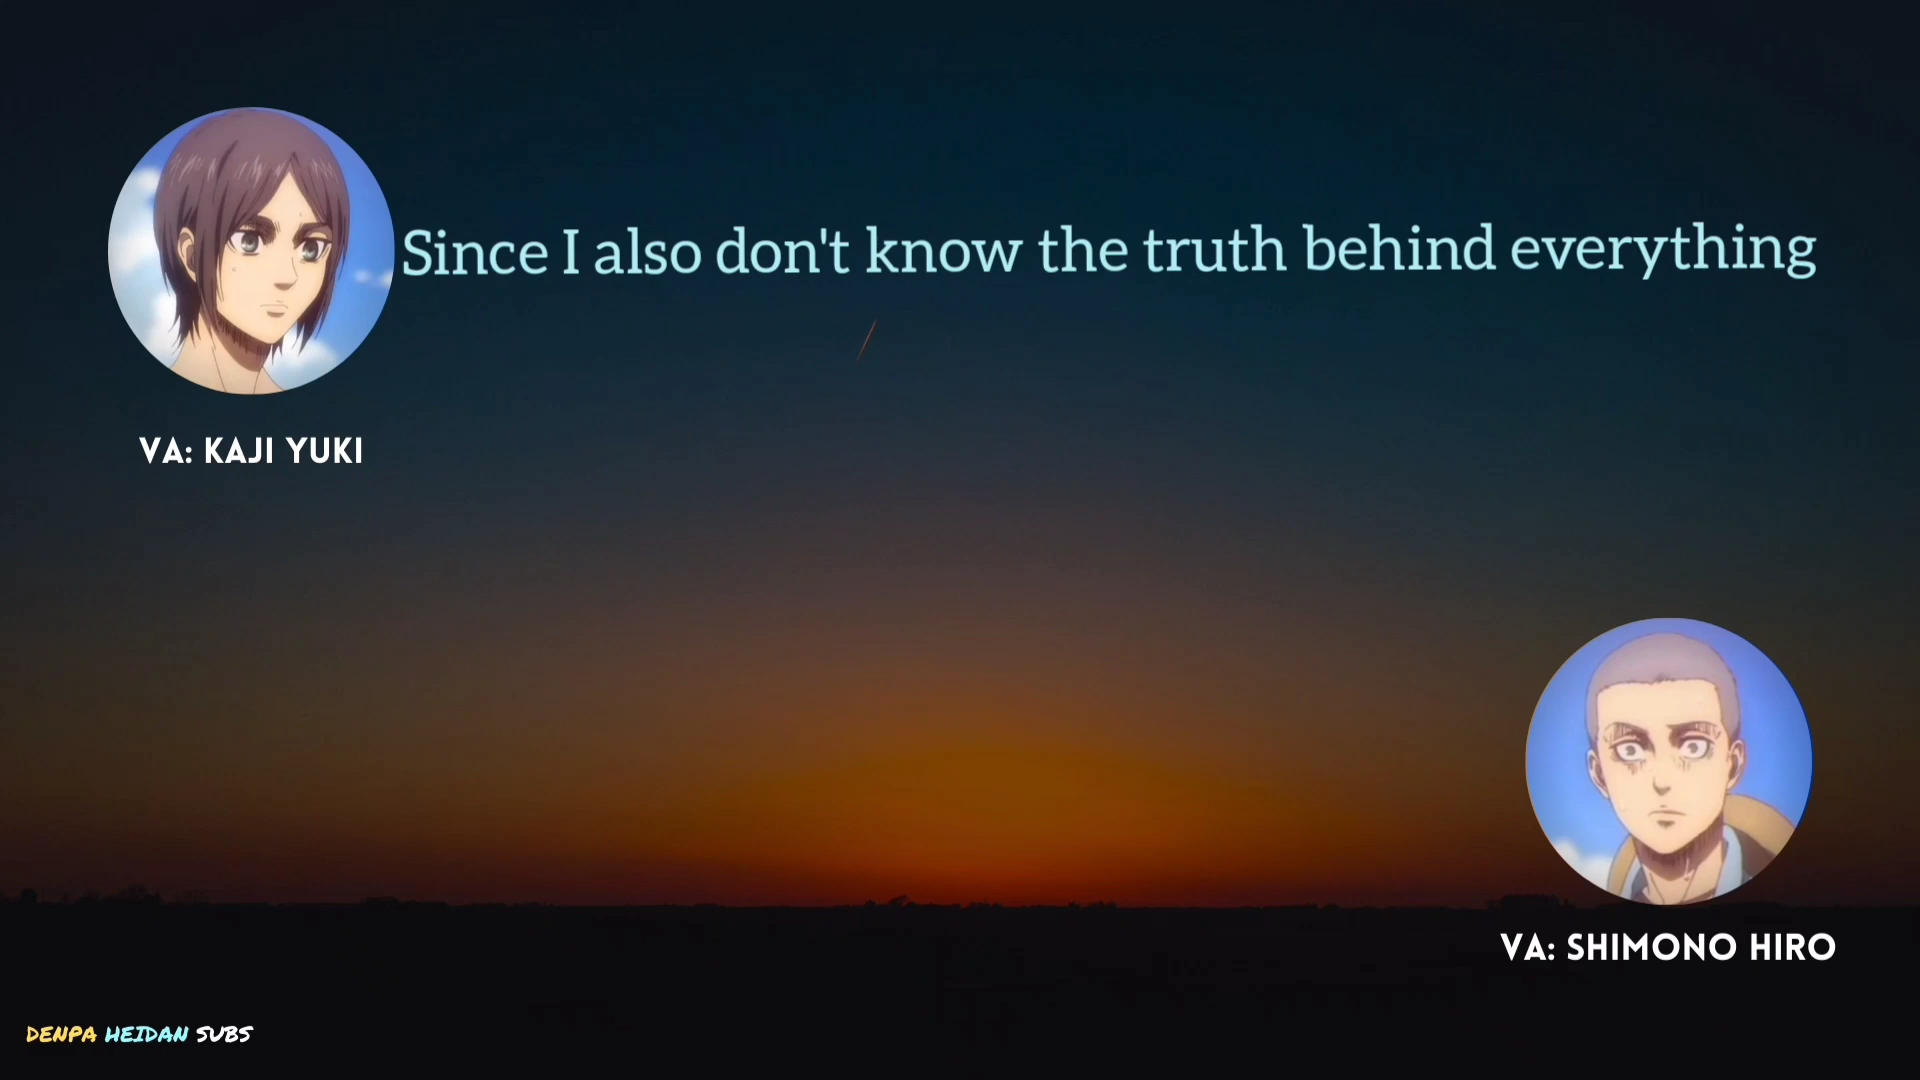 Since I also don't know the truth behind everything
VA: KAJI YUKI
VA: SHIMONO HIRO
DENPA HEIDAN SUBS